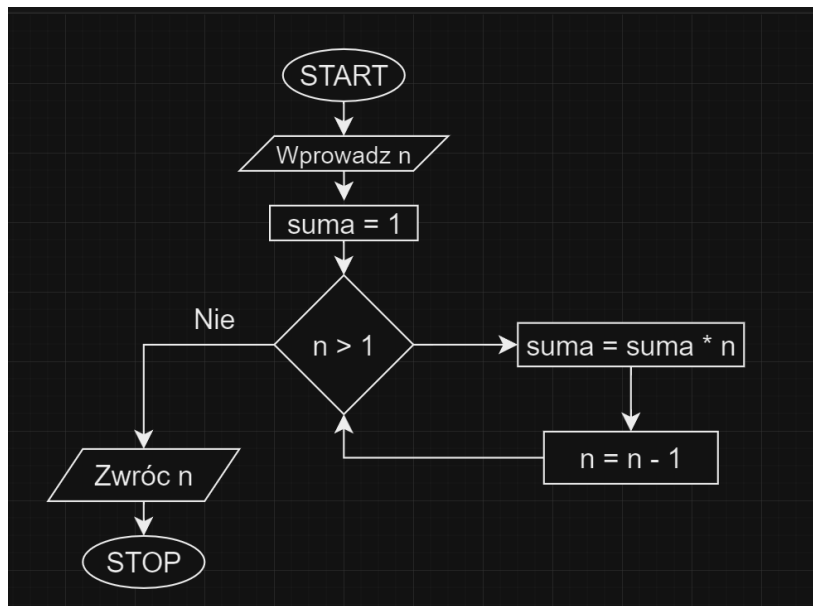 START
Wprowadz n
suma = 1
n > 1
Nie
suma = suma * n
n = n - 1
Zwróc n
STOP